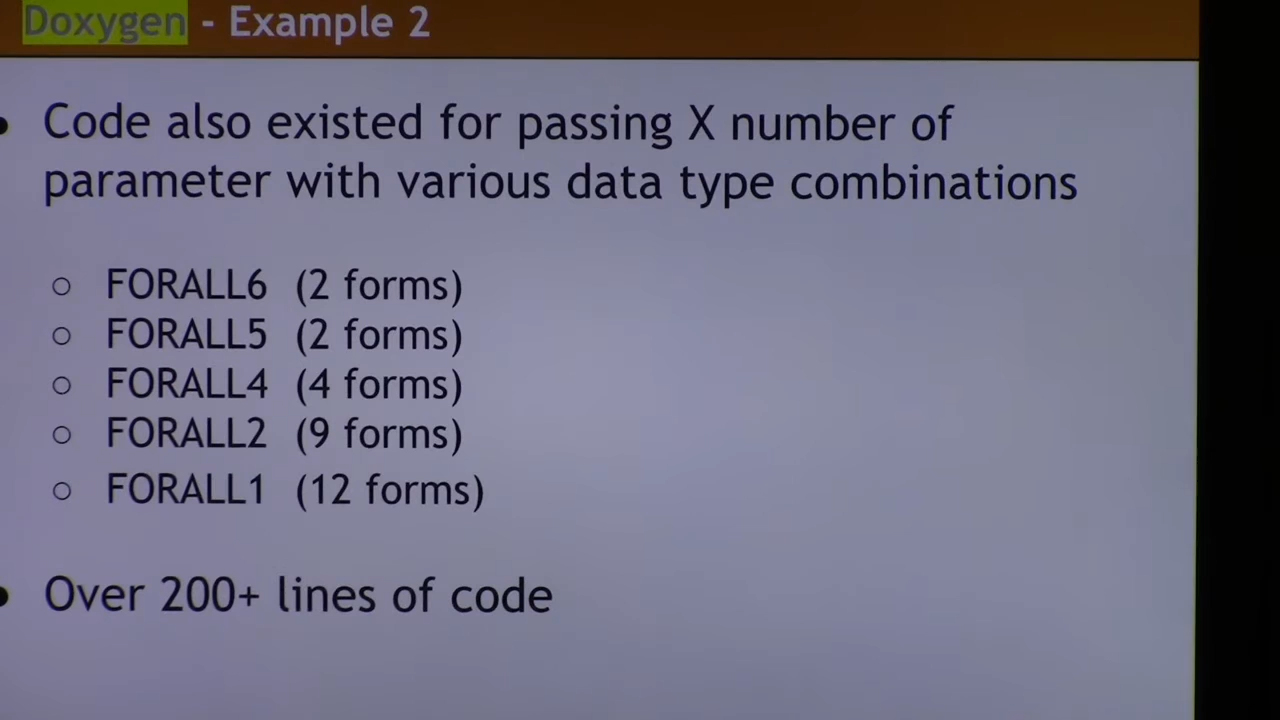 Doxygen - Example 2
• Code also existed for passing X number of
parameter with various data type combinations
○ FORALL6 (2 forms)
○ FORALL5 (2 forms)
○ FORALL4 (4 forms)
○ FORALL2 (9 forms)
○ FORALL1 (12 forms)
• Over 200+ lines of code